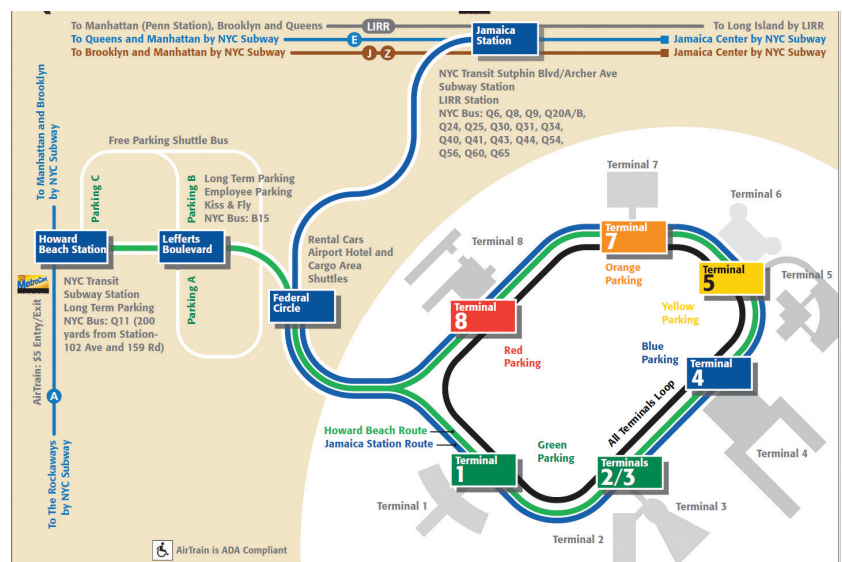 To Manhattan (Penn Station), Brooklyn and Queens
LIRR
To Long Island by LIRR
To Queens and Manhattan by NYC Subway
E
Jamaica Center by NYC Subway
To Brooklyn and Manhattan by NYC Subway
J
Z
Jamaica Center by NYC Subway
Jamaica
Station
NYC Transit Sutphin Blvd/Archer Ave
Subway Station
LIRR Station
NYC Bus: Q6, Q8, Q9, Q20A/B,
Q24, Q25, Q30, Q31, Q34,
Q40, Q41, Q43, Q44, Q54,
Q56, Q60, Q65
To Manhattan and Brooklyn
by NYC Subway
Free Parking Shuttle Bus
Parking C
Parking B
Long Term Parking
Employee Parking
Kiss & Fly
NYC Bus: B15
Howard
Beach Station
Lefferts
Boulevard
Parking A
MetroCard
AirTrain: $5 Entry/Exit
NYC Transit
Subway Station
Long Term Parking
NYC Bus: Q11 (200
yards from Station-
102 Ave and 159 Rd)
A
To The Rockaways
by NYC Subway
Rental Cars
Airport Hotel and
Cargo Area
Shuttles
Federal
Circle
Terminal 7
Terminal
7
Orange
Parking
Terminal 6
Terminal 8
Terminal
8
Red
Parking
Terminal 5
Terminal
5
Yellow
Parking
Blue
Parking
Terminal
4
Terminal 4
All Terminals Loop
Howard Beach Route
Jamaica Station Route
Green
Parking
Terminal
1
Terminal 1
Terminals
2/3
Terminal 3
Terminal 2
AirTrain is ADA Compliant